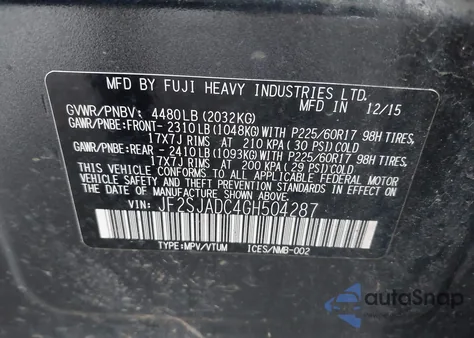 MFD BY FUJI HEAVY INDUSTRIES LTD.
MFD IN 12/15
GVWR/PNBV: 4480LB (2032KG)
GAWR/PNBE:FRONT- 2310LB (1048KG) WITH P225/60R17 98H TIRES,
17X7J RIMS AT 210 KPA (30 PSI) COLD
GAWR/PNBE:REAR - 2410LB (1093KG) WITH P225/60R17 98H TIRES,
17X7J RIMS AT 200 KPA (29 PSI) COLD
THIS VEHICLE CONFORMS TO ALL APPLICABLE FEDERAL MOTOR
VEHICLE SAFETY, BUMPER, AND THEFT PREVENTION STANDARDS
IN EFFECT ON THE DATE OF MANUFACTURE SHOWN ABOVE.
VIN: JF2SJADC4GH504287
TYPE:MPV/VTUM ICES/NMB-002
autoSnap